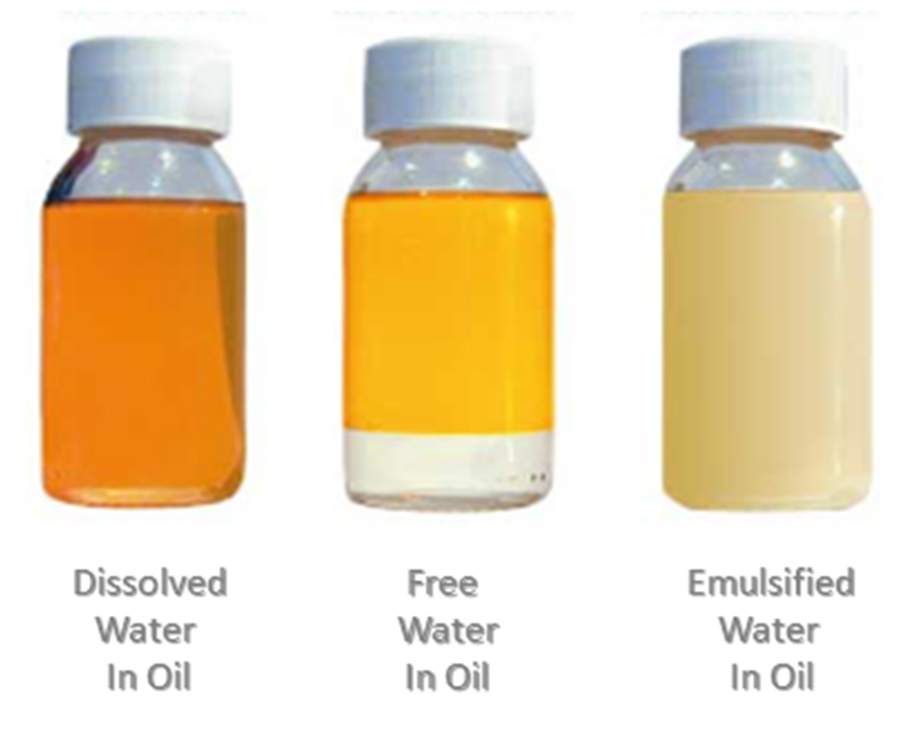 Dissolved
Water
In Oil
Free
Water
In Oil
Emulsified
Water
In Oil